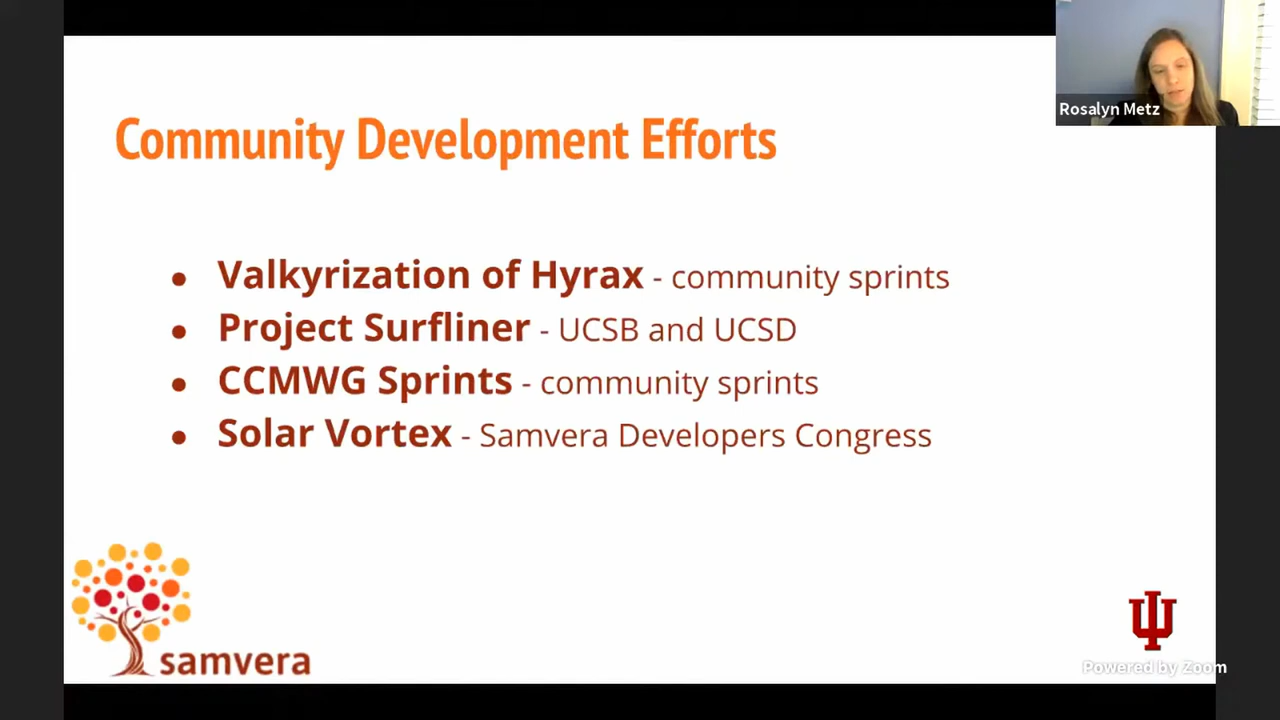 Rosalyn Metz
Community Development Efforts
• Valkyrization of Hyrax - community sprints
• Project Surfliner - UCSB and UCSD
• CCMWG Sprints - community sprints
• Solar Vortex - Samvera Developers Congress
samvera
Powered by Zoom